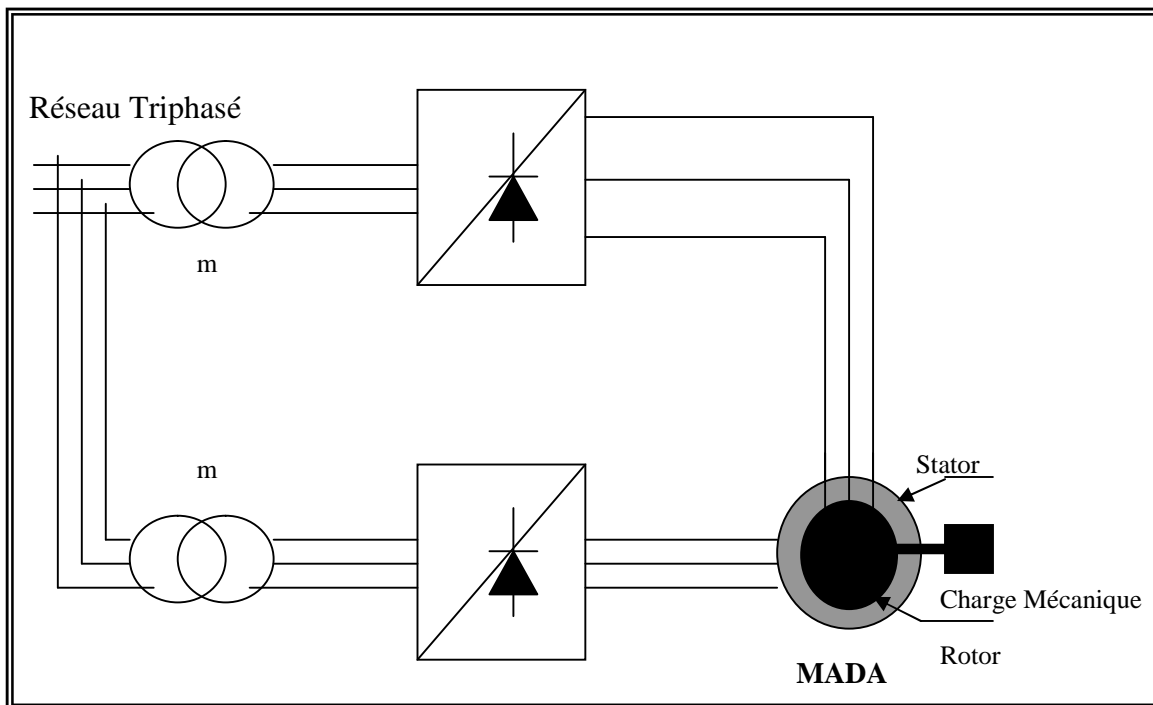 Réseau Triphasé
m
m
Stator
Charge Mécanique
Rotor
MADA